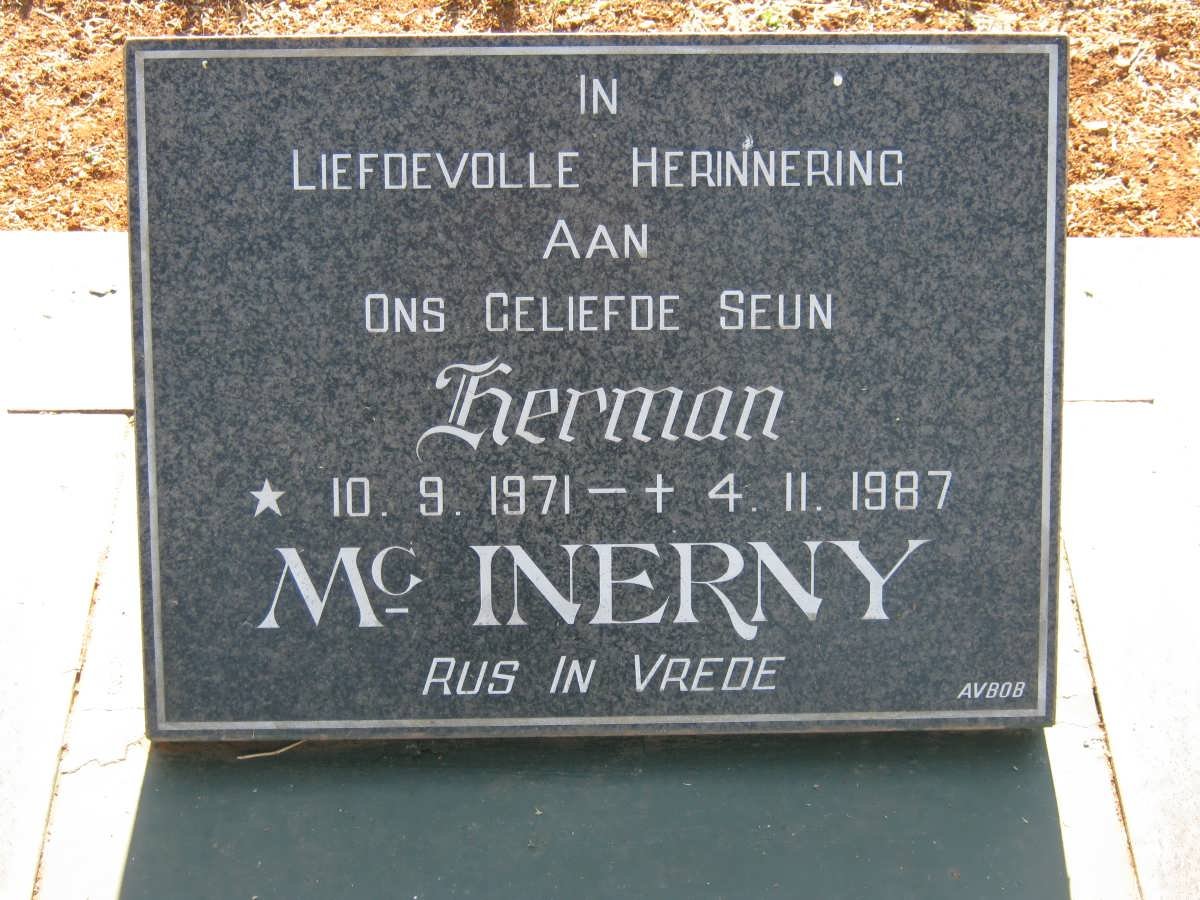 IN
LIEFDEVOLLE HERINNERING
AAN
ONS GELIEFDE SEUN
Herman
★ 10. 9. 1971 – † 4. 11. 1987
Mc INERNY
RUS IN VREDE
AVBOB